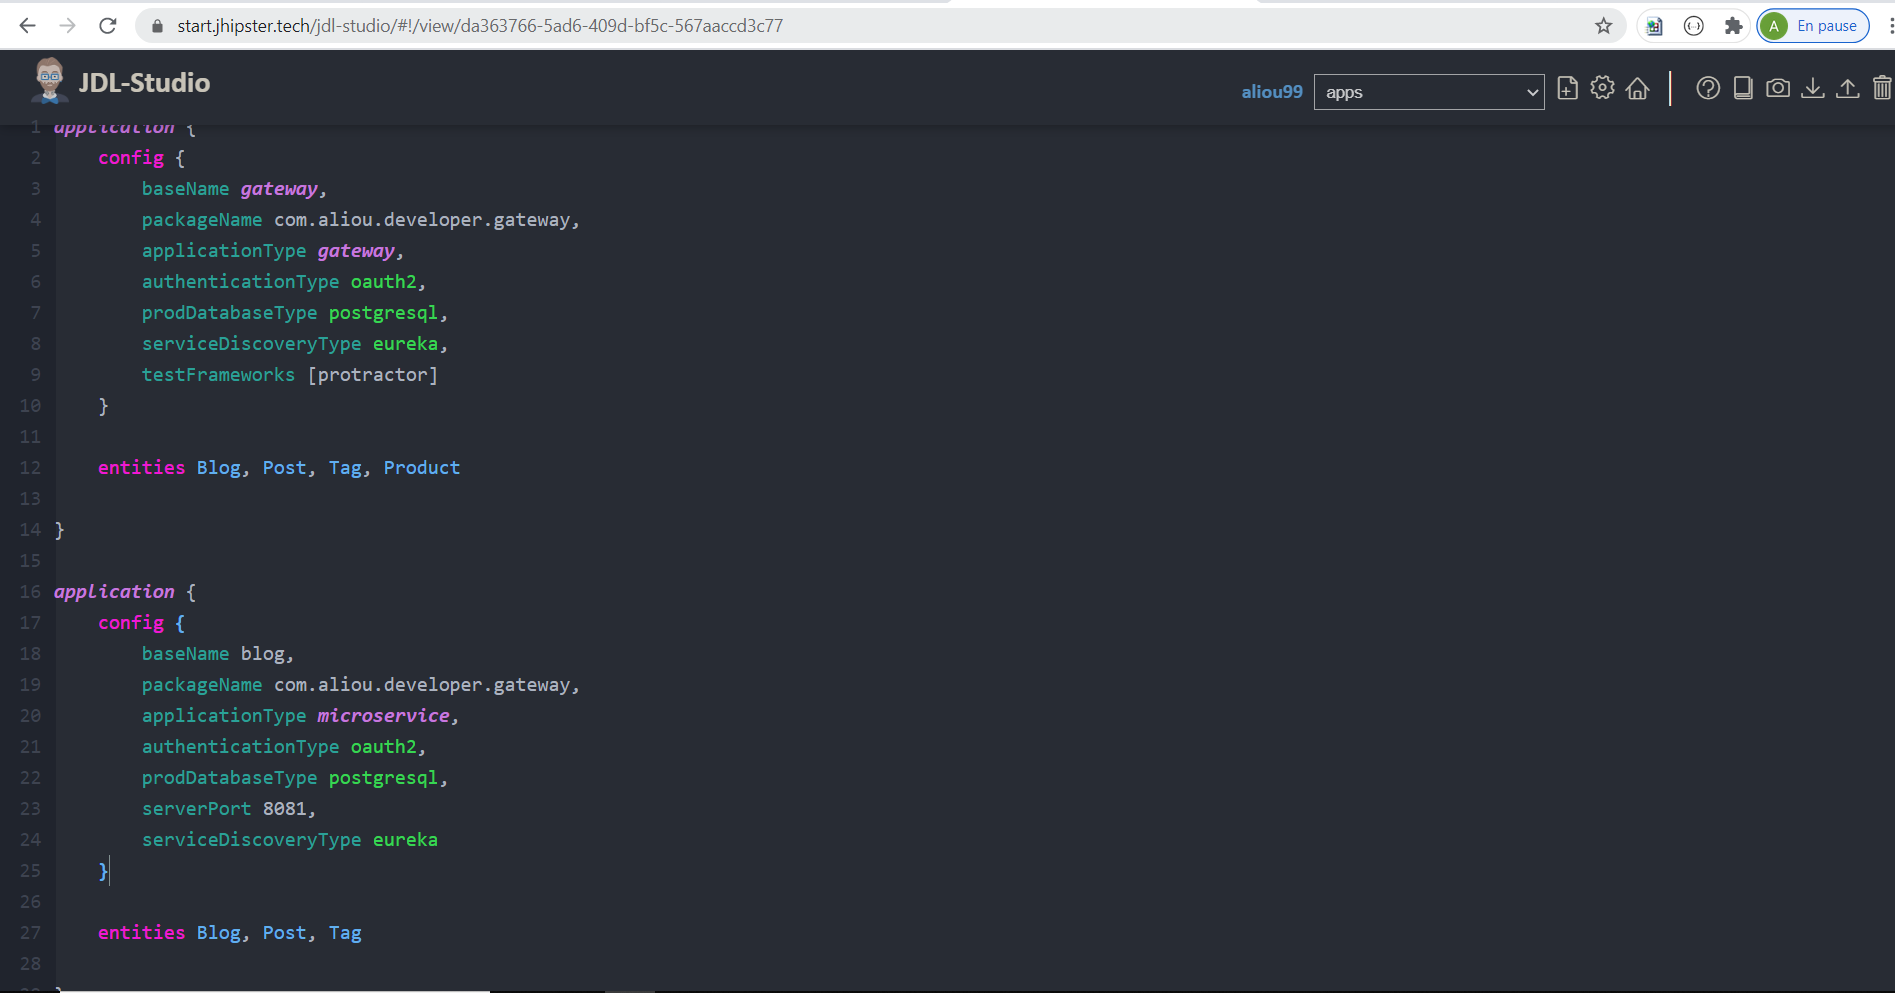 start.jhipster.tech/jdl-studio/#!/view/da363766-5ad6-409d-bf5c-567aaccd3c77
A En pause
JDL-Studio
aliou99 apps
1 application {
2 config {
3 baseName gateway,
4 packageName com.aliou.developer.gateway,
5 applicationType gateway,
6 authenticationType oauth2,
7 prodDatabaseType postgresql,
8 serviceDiscoveryType eureka,
9 testFrameworks [protractor]
10 }
11
12 entities Blog, Post, Tag, Product
13
14 }
15
16 application {
17 config {
18 baseName blog,
19 packageName com.aliou.developer.gateway,
20 applicationType microservice,
21 authenticationType oauth2,
22 prodDatabaseType postgresql,
23 serverPort 8081,
24 serviceDiscoveryType eureka
25 }
26
27 entities Blog, Post, Tag
28